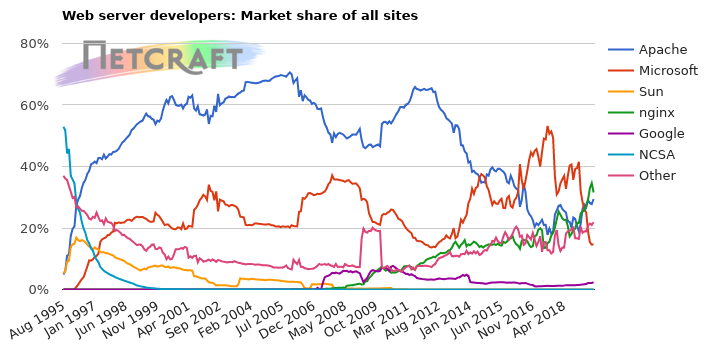 Web server developers: Market share of all sites
NETCRAFT
80%
60%
40%
20%
0%
Aug 1995
Jan 1997
Jun 1998
Nov 1999
Apr 2001
Sep 2002
Feb 2004
Jul 2005
Dec 2006
May 2008
Oct 2009
Mar 2011
Aug 2012
Jan 2014
Jun 2015
Nov 2016
Apr 2018
Apache
Microsoft
Sun
nginx
Google
NCSA
Other